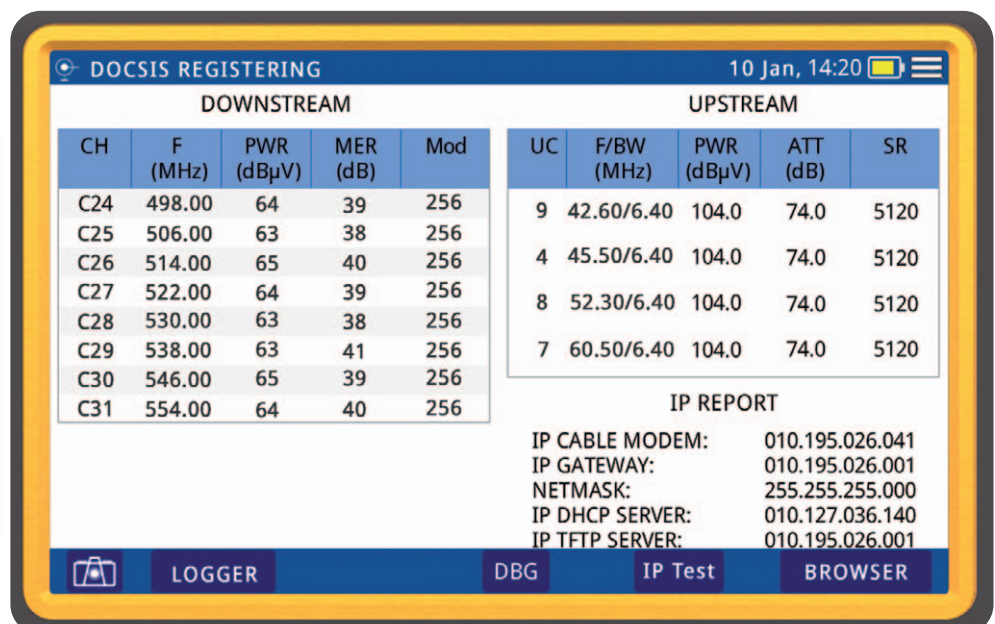 DOCSIS REGISTERING 10 Jan, 14:20
DOWNSTREAM
CH F (MHz) PWR (dBµV) MER (dB) Mod
C24 498.00 64 39 256
C25 506.00 63 38 256
C26 514.00 65 40 256
C27 522.00 64 39 256
C28 530.00 63 38 256
C29 538.00 63 41 256
C30 546.00 65 39 256
C31 554.00 64 40 256
UPSTREAM
UC F/BW (MHz) PWR (dBµV) ATT (dB) SR
9 42.60/6.40 104.0 74.0 5120
4 45.50/6.40 104.0 74.0 5120
8 52.30/6.40 104.0 74.0 5120
7 60.50/6.40 104.0 74.0 5120
IP REPORT
IP CABLE MODEM: 010.195.026.041
IP GATEWAY: 010.195.026.001
NETMASK: 255.255.255.000
IP DHCP SERVER: 010.127.036.140
IP TFTP SERVER: 010.195.026.001
LOGGER DBG IP Test BROWSER